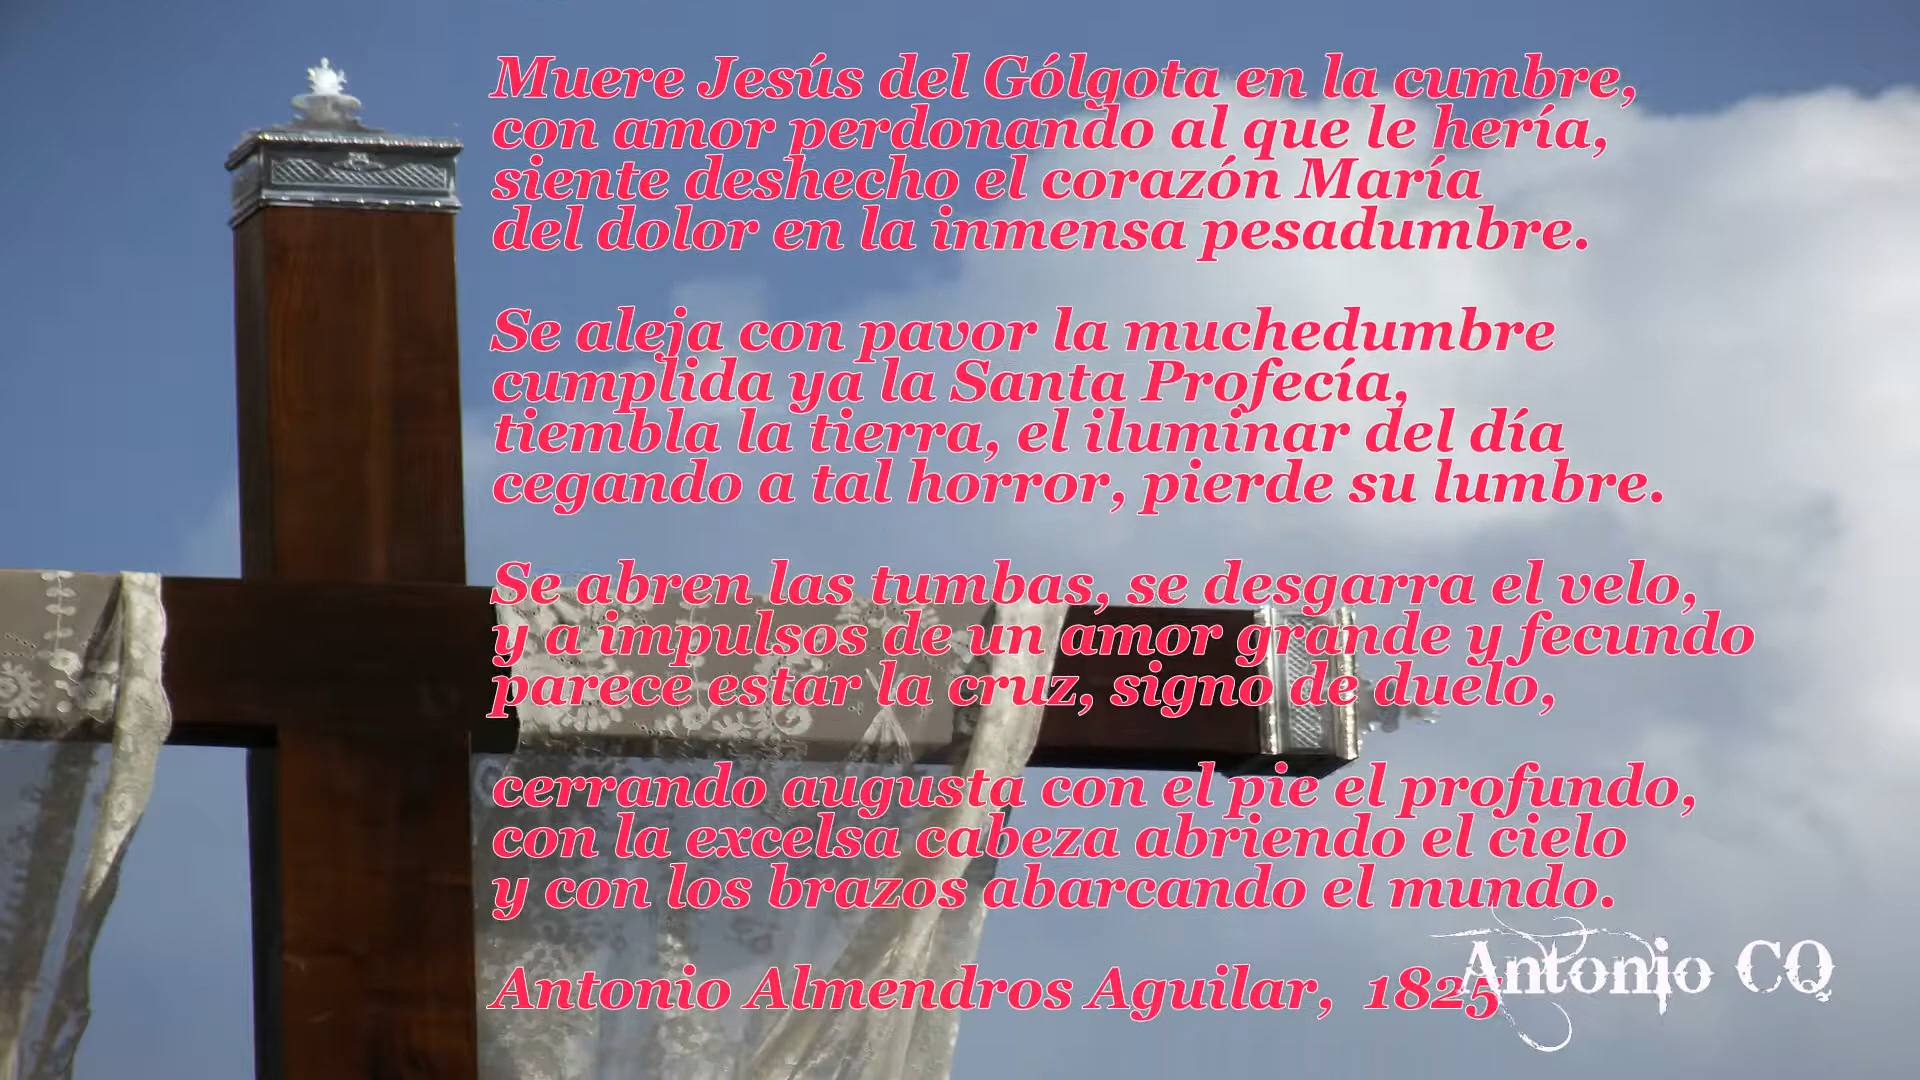 Muere Jesús del Gólgota en la cumbre,
con amor perdonando al que le hería,
siente deshecho el corazón María
del dolor en la inmensa pesadumbre.
Se aleja con pavor la muchedumbre
cumplida ya la Santa Profecía,
tiembla la tierra, el iluminar del día
cegando a tal horror, pierde su lumbre.
Se abren las tumbas, se desgarra el velo,
y a impulsos de un amor grande y fecundo
parece estar la cruz, signo de duelo,
cerrando augusta con el pie el profundo,
con la excelsa cabeza abriendo el cielo
y con los brazos abarcando el mundo.
Antonio Almendros Aguilar, 1825
Antonio CQ